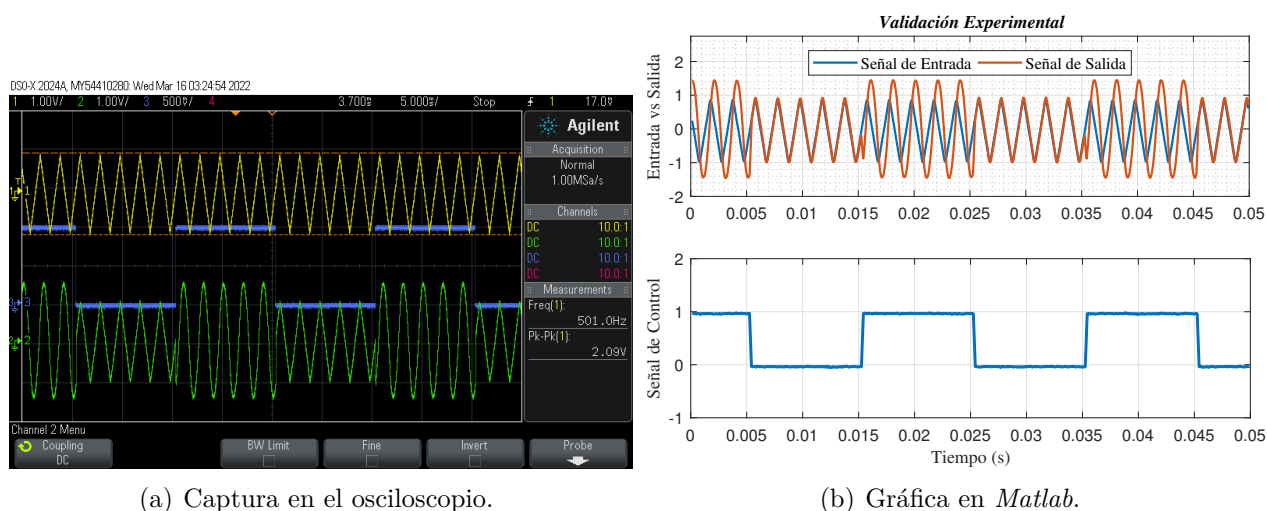 DSO-X 2024A, MY54410280: Wed Mar 16 03:24:54 2022
1 1.00V/ 2 1.00V/ 3 500♥/ 4 3.700s 5.000s/ Stop 1 17.0
Agilent
Acquisition
Normal
1.00MSa/s
Channels
DC 10.0:1
DC 10.0:1
DC 10.0:1
DC 10.0:1
Measurements
Freq(1):
501.0Hz
Pk-Pk(1):
2.09V
1
3
2
Channel 2 Menu
Coupling
DC
BW Limit
Fine
Invert
Probe
(a) Captura en el osciloscopio.
Validación Experimental
Señal de Entrada
Señal de Salida
Entrada vs Salida
2
1
0
-1
-2
0 0.005 0.01 0.015 0.02 0.025 0.03 0.035 0.04 0.045 0.05
Señal de Control
2
1
0
-1
0 0.005 0.01 0.015 0.02 0.025 0.03 0.035 0.04 0.045 0.05
Tiempo (s)
(b) Gráfica en Matlab.